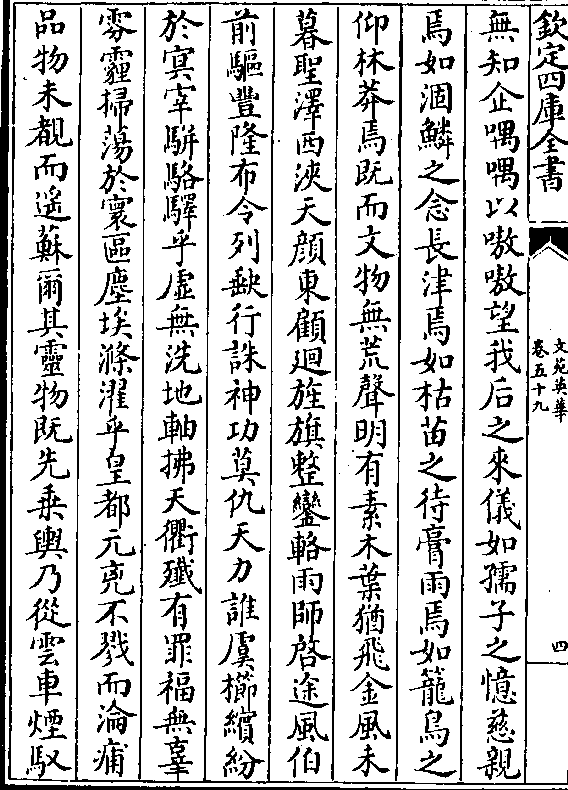 欽定四庫全書
文苑英華
卷五十九
四
無知企喁喁以嗷嗷望我后之來儀如孺子之憶慈親
焉如涸鱗之念長津焉如枯苗之待膏雨焉如籠鳥之
仰林莽焉既而文物無荒聲明有素木葉猶飛金風未
暮聖澤西浹天顔東顧廻旌旗整鑾輅雨師啓途風伯
前驅豐隆布令列缺行誅神功莫仇天力誰虞櫛繽紛
於㝠宰駢駱驛乎虛無洗地軸拂天衢殲有罪福無辜
雰霾掃蕩於寰區塵埃滌濯乎皇都元兇不戮而淪痡
品物未覩而遙蘇爾其靈物既先乗輿乃從雲車煙馭